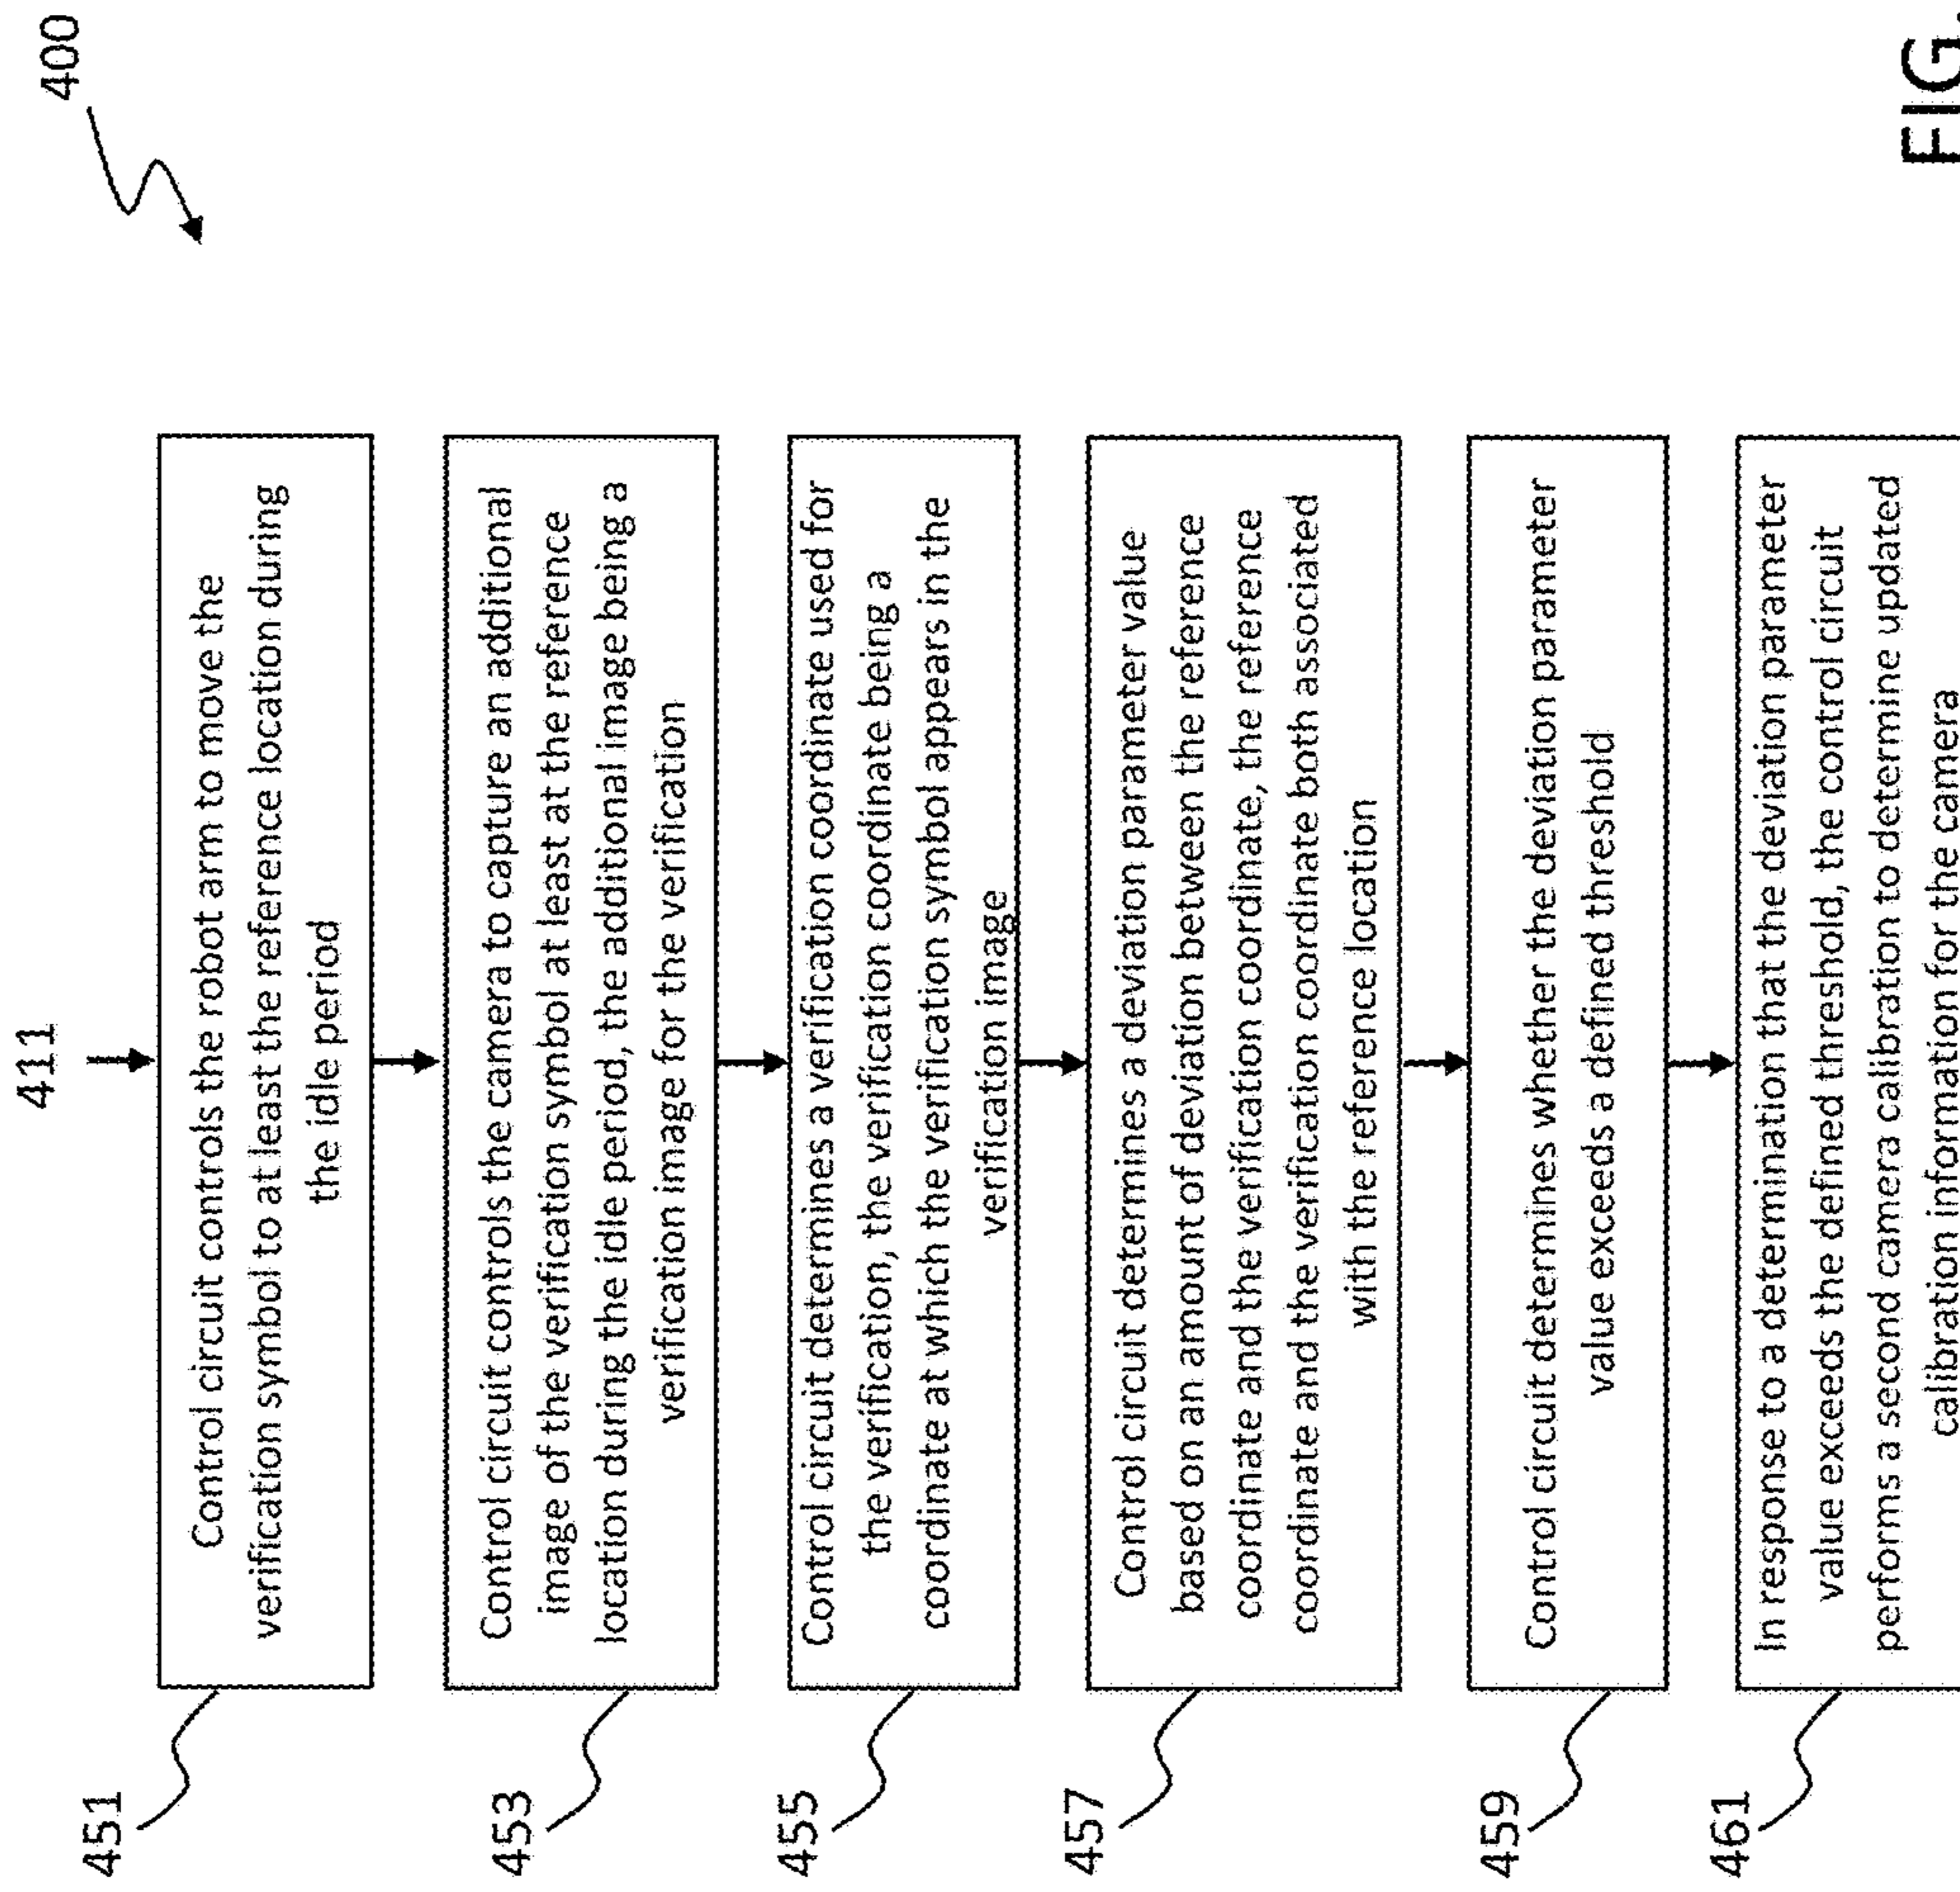 400
411
451
Control circuit controls the robot arm to move the
verification symbol to at least the reference location during
the idle period
453
Control circuit controls the camera to capture an additional
image of the verification symbol at least at the reference
location during the idle period, the additional image being a
verification image for the verification
455
Control circuit determines a verification coordinate used for
the verification, the verification coordinate being a
coordinate at which the verification symbol appears in the
verification image
457
Control circuit determines a deviation parameter value
based on an amount of deviation between the reference
coordinate and the verification coordinate, the reference
coordinate and the verification coordinate both associated
with the reference location
459
Control circuit determines whether the deviation parameter
value exceeds a defined threshold
461
In response to a determination that the deviation parameter
value exceeds the defined threshold, the control circuit
performs a second camera calibration to determine updated
calibration information for the camera
FIG.